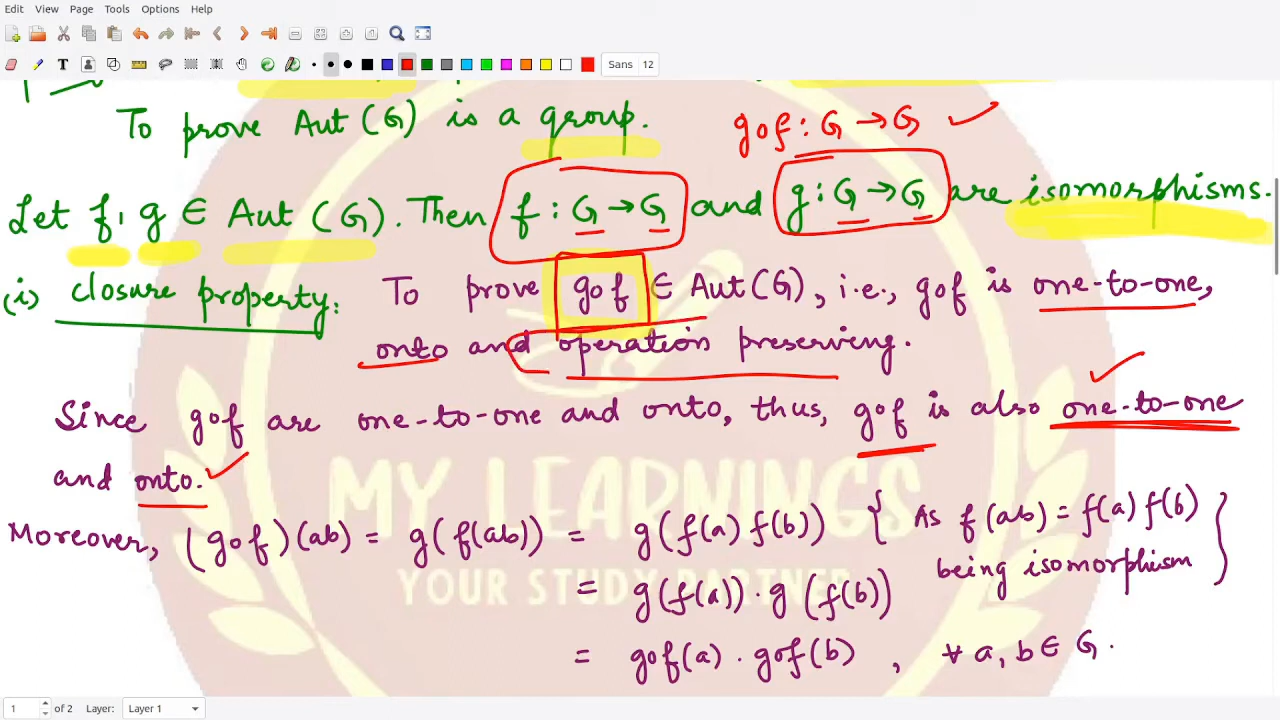 Edit View Page Tools Options Help
Sans 12
To prove Aut(G) is a group.
gof : G → G ✓
Let f, g ∈ Aut(G). Then f : G → G and g : G → G are isomorphisms.
(i) closure property: To prove gof ∈ Aut(G), i.e., gof is one-to-one,
onto and operation preserving.
Since gof are one-to-one and onto, thus, gof is also one-to-one
and onto.
Moreover, (gof)(ab) = g(f(ab)) = g(f(a) f(b)) { As f(ab) = f(a) f(b)
being isomorphism }
= g(f(a)) · g(f(b))
= gof(a) · gof(b) , ∀ a, b ∈ G.
MY LEARNINGS
YOUR STUDY PARTNER
1 of 2 Layer: Layer 1